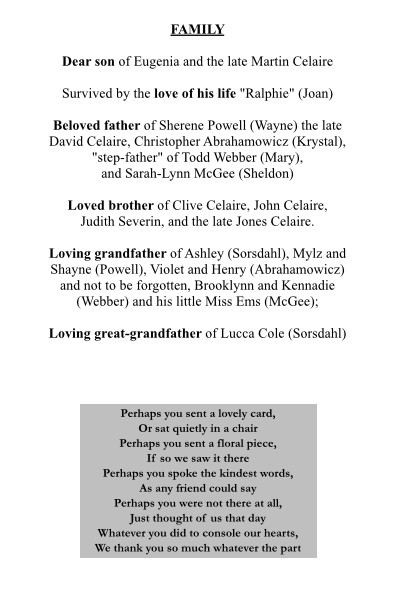 FAMILY
Dear son of Eugenia and the late Martin Celaire
Survived by the love of his life "Ralphie" (Joan)
Beloved father of Sherene Powell (Wayne) the late
David Celaire, Christopher Abrahamowicz (Krystal),
"step-father" of Todd Webber (Mary),
and Sarah-Lynn McGee (Sheldon)
Loved brother of Clive Celaire, John Celaire,
Judith Severin, and the late Jones Celaire.
Loving grandfather of Ashley (Sorsdahl), Mylz and
Shayne (Powell), Violet and Henry (Abrahamowicz)
and not to be forgotten, Brooklynn and Kennadie
(Webber) and his little Miss Ems (McGee);
Loving great-grandfather of Lucca Cole (Sorsdahl)
Perhaps you sent a lovely card,
Or sat quietly in a chair
Perhaps you sent a floral piece,
If so we saw it there
Perhaps you spoke the kindest words,
As any friend could say
Perhaps you were not there at all,
Just thought of us that day
Whatever you did to console our hearts,
We thank you so much whatever the part